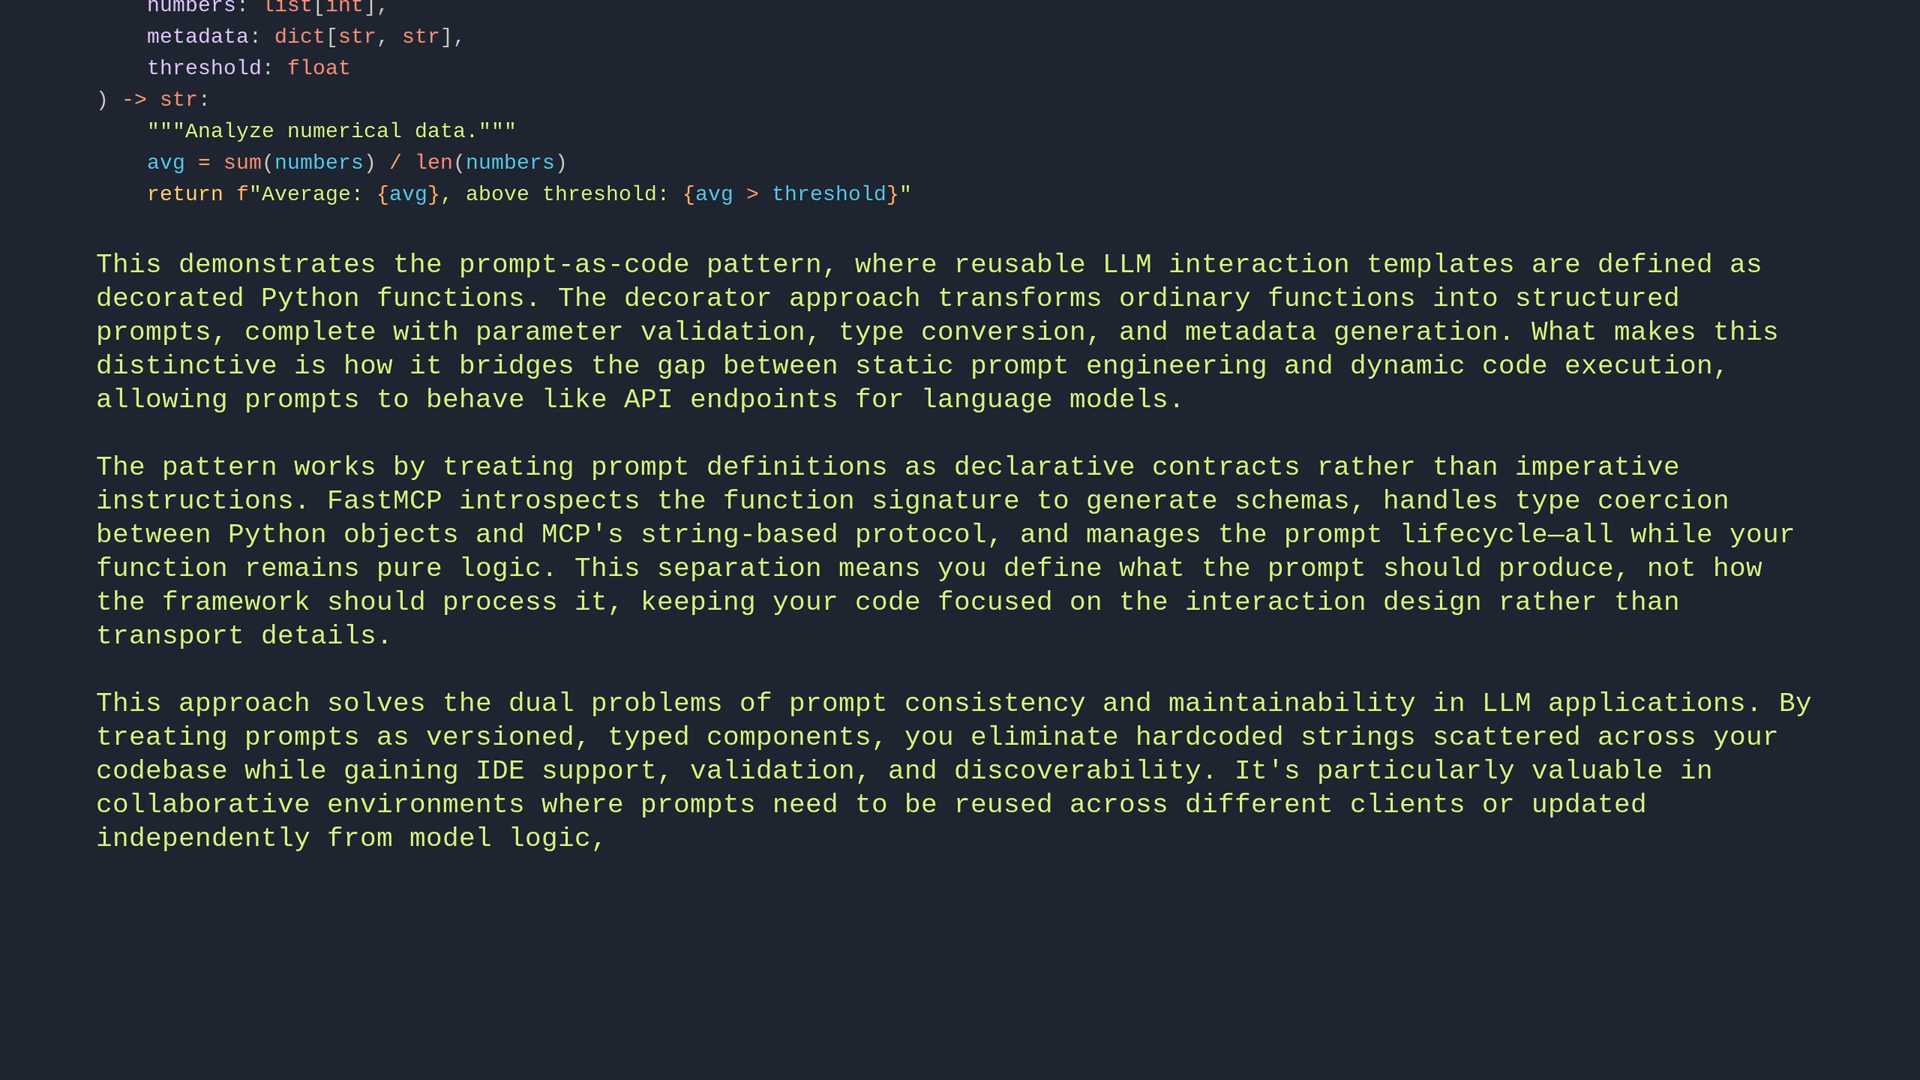 numbers: list[int],
metadata: dict[str, str],
threshold: float
) -> str:
"""Analyze numerical data."""
avg = sum(numbers) / len(numbers)
return f"Average: {avg}, above threshold: {avg > threshold}"
This demonstrates the prompt-as-code pattern, where reusable LLM interaction templates are defined as
decorated Python functions. The decorator approach transforms ordinary functions into structured
prompts, complete with parameter validation, type conversion, and metadata generation. What makes this
distinctive is how it bridges the gap between static prompt engineering and dynamic code execution,
allowing prompts to behave like API endpoints for language models.
The pattern works by treating prompt definitions as declarative contracts rather than imperative
instructions. FastMCP introspects the function signature to generate schemas, handles type coercion
between Python objects and MCP's string-based protocol, and manages the prompt lifecycle—all while your
function remains pure logic. This separation means you define what the prompt should produce, not how
the framework should process it, keeping your code focused on the interaction design rather than
transport details.
This approach solves the dual problems of prompt consistency and maintainability in LLM applications. By
treating prompts as versioned, typed components, you eliminate hardcoded strings scattered across your
codebase while gaining IDE support, validation, and discoverability. It's particularly valuable in
collaborative environments where prompts need to be reused across different clients or updated
independently from model logic,